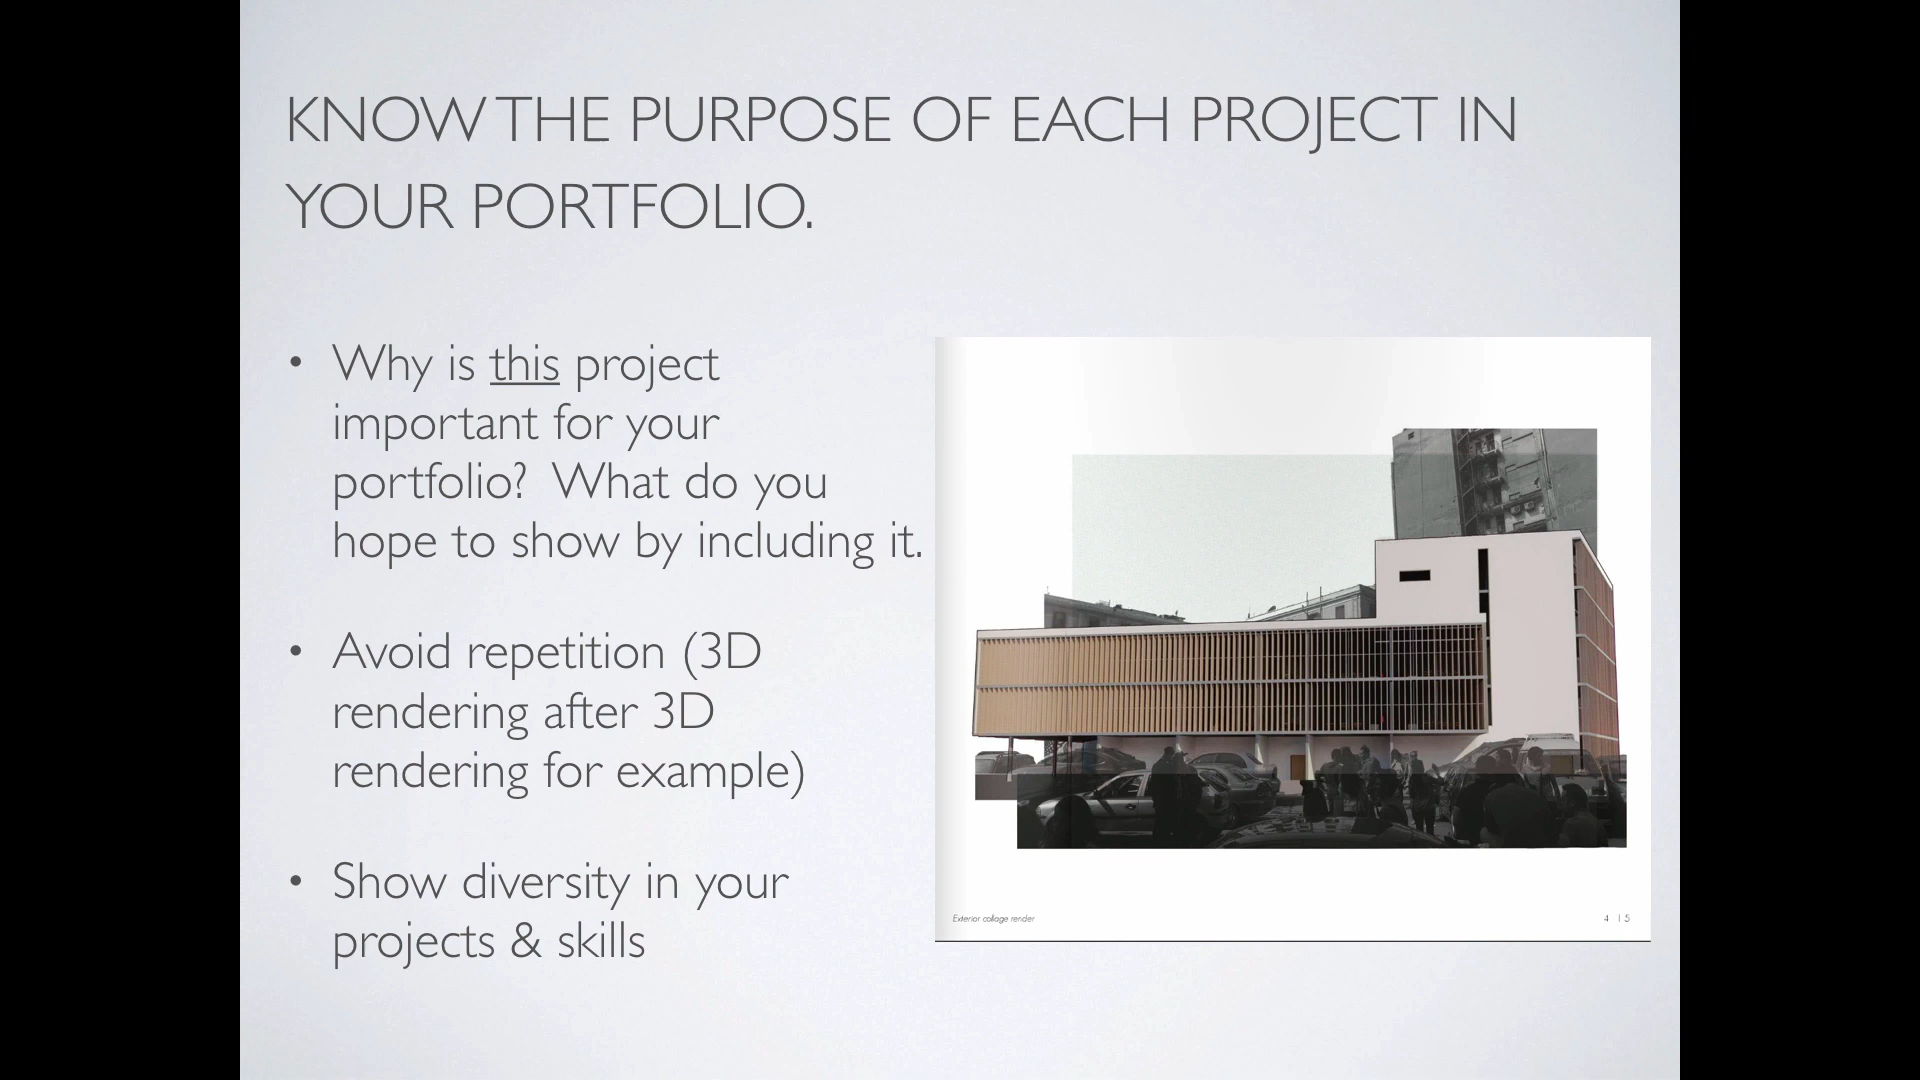 KNOW THE PURPOSE OF EACH PROJECT IN
YOUR PORTFOLIO.
• Why is this project
important for your
portfolio?  What do you
hope to show by including it.
• Avoid repetition (3D
rendering after 3D
rendering for example)
• Show diversity in your
projects & skills
Exterior collage render
4 | 5